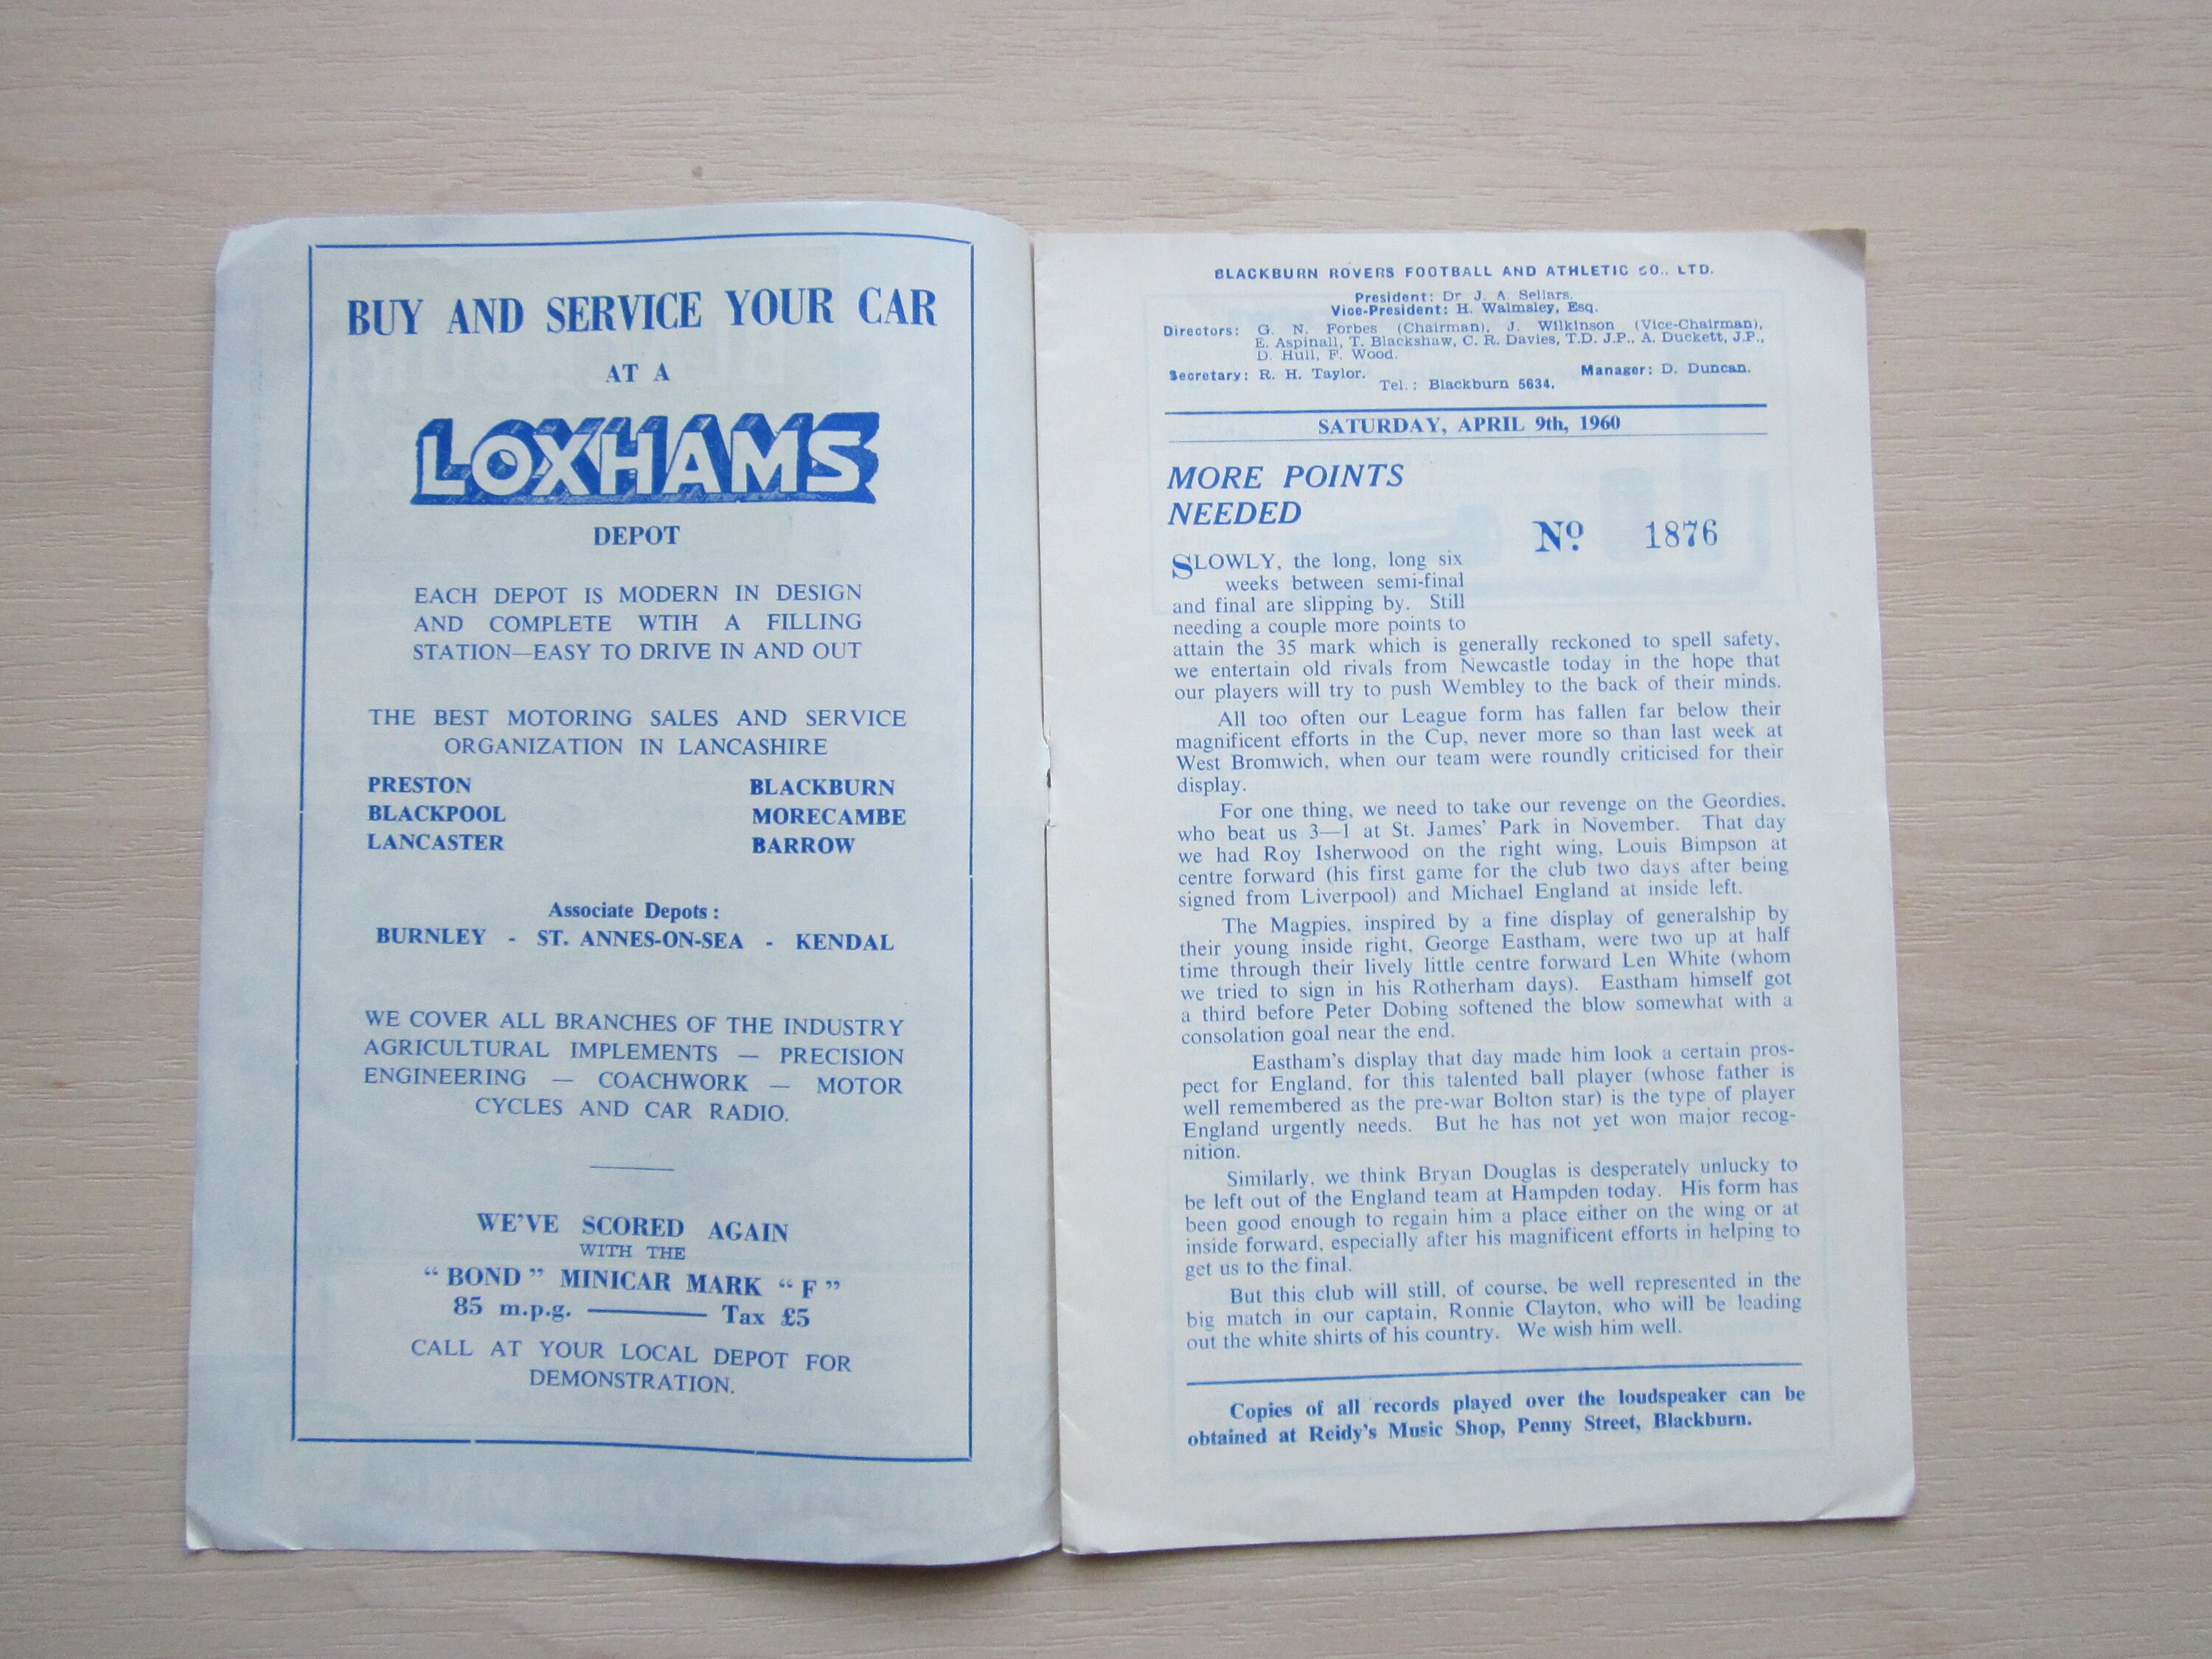 BUY AND SERVICE YOUR CAR
AT A
LOXHAMS
DEPOT
EACH DEPOT IS MODERN IN DESIGN
AND COMPLETE WTIH A FILLING
STATION—EASY TO DRIVE IN AND OUT
THE BEST MOTORING SALES AND SERVICE
ORGANIZATION IN LANCASHIRE
PRESTON BLACKBURN
BLACKPOOL MORECAMBE
LANCASTER BARROW
Associate Depots :
BURNLEY - ST. ANNES-ON-SEA - KENDAL
WE COVER ALL BRANCHES OF THE INDUSTRY
AGRICULTURAL IMPLEMENTS — PRECISION
ENGINEERING — COACHWORK — MOTOR
CYCLES AND CAR RADIO.
WE'VE SCORED AGAIN
WITH THE
“ BOND ” MINICAR MARK “ F ”
85 m.p.g. ——— Tax £5
CALL AT YOUR LOCAL DEPOT FOR
DEMONSTRATION.
BLACKBURN ROVERS FOOTBALL AND ATHLETIC CO., LTD.
President: Dr J. A. Sellars.
Vice-President: H. Walmsley, Esq.
Directors: G. N. Forbes (Chairman), J. Wilkinson (Vice-Chairman),
E. Aspinall, T. Blackshaw, C. R. Davies, T.D. J.P., A. Duckett, J.P.,
D. Hull, F. Wood.
Secretary: R. H. Taylor. Manager: D. Duncan.
Tel.: Blackburn 5634.
SATURDAY, APRIL 9th, 1960
MORE POINTS
NEEDED
No. 1876
SLOWLY, the long, long six
weeks between semi-final
and final are slipping by. Still
needing a couple more points to
attain the 35 mark which is generally reckoned to spell safety,
we entertain old rivals from Newcastle today in the hope that
our players will try to push Wembley to the back of their minds.
All too often our League form has fallen far below their
magnificent efforts in the Cup, never more so than last week at
West Bromwich, when our team were roundly criticised for their
display.
For one thing, we need to take our revenge on the Geordies,
who beat us 3—1 at St. James' Park in November. That day
we had Roy Isherwood on the right wing, Louis Bimpson at
centre forward (his first game for the club two days after being
signed from Liverpool) and Michael England at inside left.
The Magpies, inspired by a fine display of generalship by
their young inside right, George Eastham, were two up at half
time through their lively little centre forward Len White (whom
we tried to sign in his Rotherham days). Eastham himself got
a third before Peter Dobing softened the blow somewhat with a
consolation goal near the end.
Eastham's display that day made him look a certain pros-
pect for England, for this talented ball player (whose father is
well remembered as the pre-war Bolton star) is the type of player
England urgently needs. But he has not yet won major recog-
nition.
Similarly, we think Bryan Douglas is desperately unlucky to
be left out of the England team at Hampden today. His form has
been good enough to regain him a place either on the wing or at
inside forward, especially after his magnificent efforts in helping to
get us to the final.
But this club will still, of course, be well represented in the
big match in our captain, Ronnie Clayton, who will be leading
out the white shirts of his country. We wish him well.
Copies of all records played over the loudspeaker can be
obtained at Reidy's Music Shop, Penny Street, Blackburn.